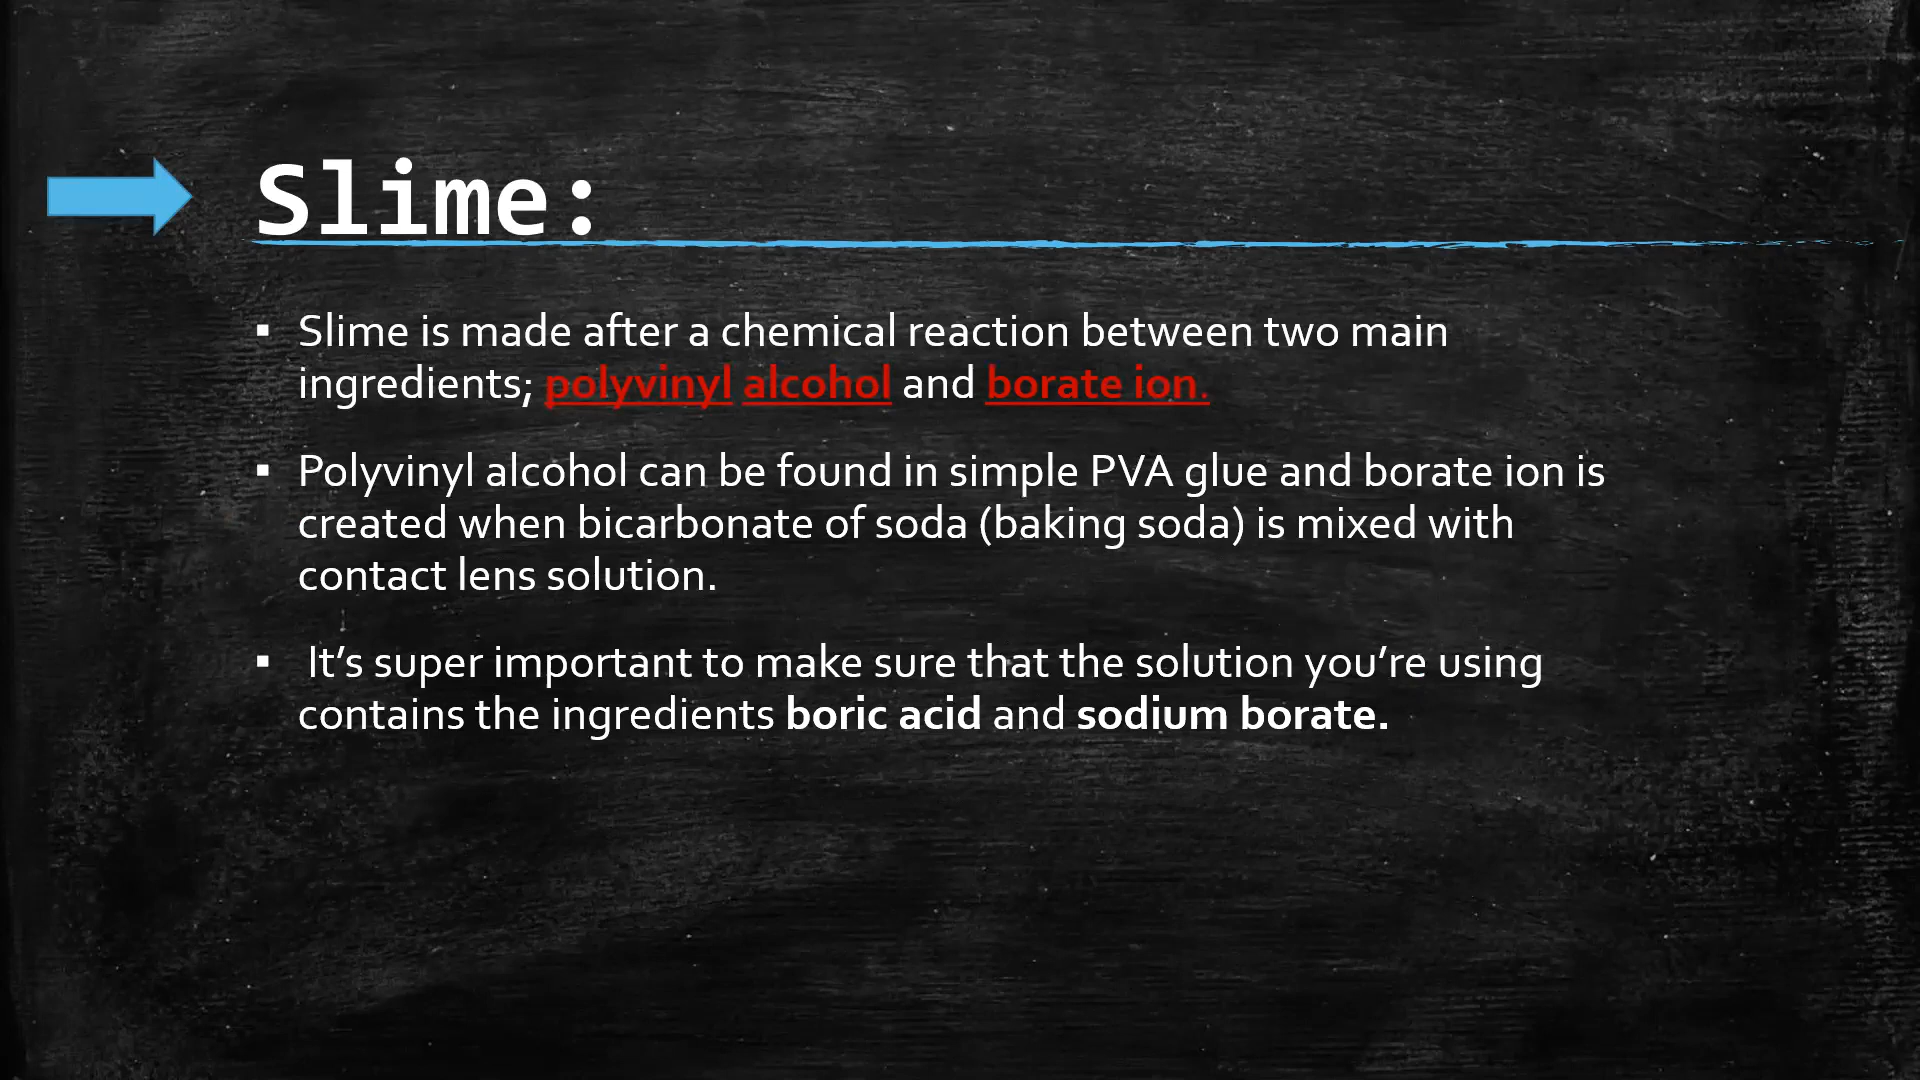 Slime:
▪ Slime is made after a chemical reaction between two main
ingredients; polyvinyl alcohol and borate ion.
▪ Polyvinyl alcohol can be found in simple PVA glue and borate ion is
created when bicarbonate of soda (baking soda) is mixed with
contact lens solution.
▪ It’s super important to make sure that the solution you’re using
contains the ingredients boric acid and sodium borate.